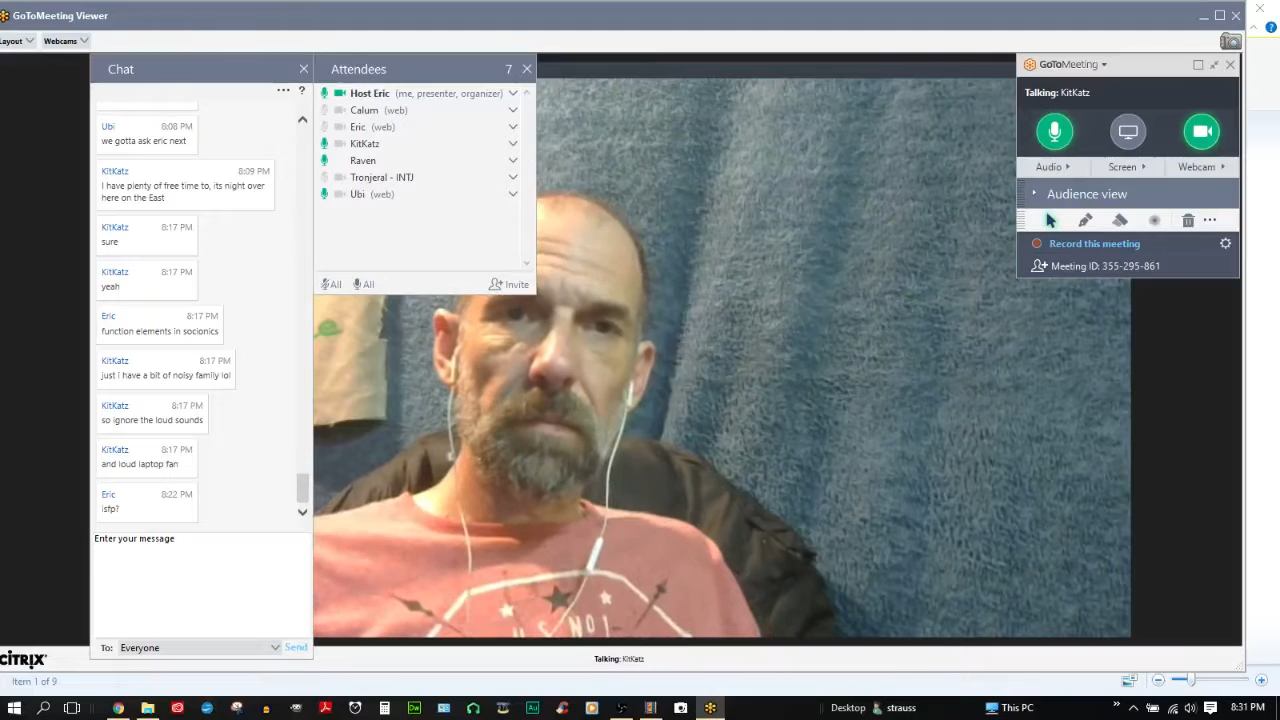 GoToMeeting Viewer
Layout
Webcams
Chat
Ubi 8:08 PM
we gotta ask eric next
KitKatz 8:09 PM
I have plenty of free time to, its night over
here on the East
KitKatz 8:17 PM
sure
KitKatz 8:17 PM
yeah
Eric 8:17 PM
function elements in socionics
KitKatz 8:17 PM
just i have a bit of noisy family lol
KitKatz 8:17 PM
so ignore the loud sounds
KitKatz 8:17 PM
and loud laptop fan
Eric 8:22 PM
isfp?
Enter your message
To: Everyone Send
Attendees 7
Host Eric (me, presenter, organizer)
Calum (web)
Eric (web)
KitKatz
Raven
Tronjeral - INTJ
Ubi (web)
All All Invite
GoToMeeting
Talking: KitKatz
Audio Screen Webcam
Audience view
Record this meeting
Meeting ID: 355-295-861
CITRIX
Talking: KitKatz
Item 1 of 9
Desktop strauss This PC 8:31 PM